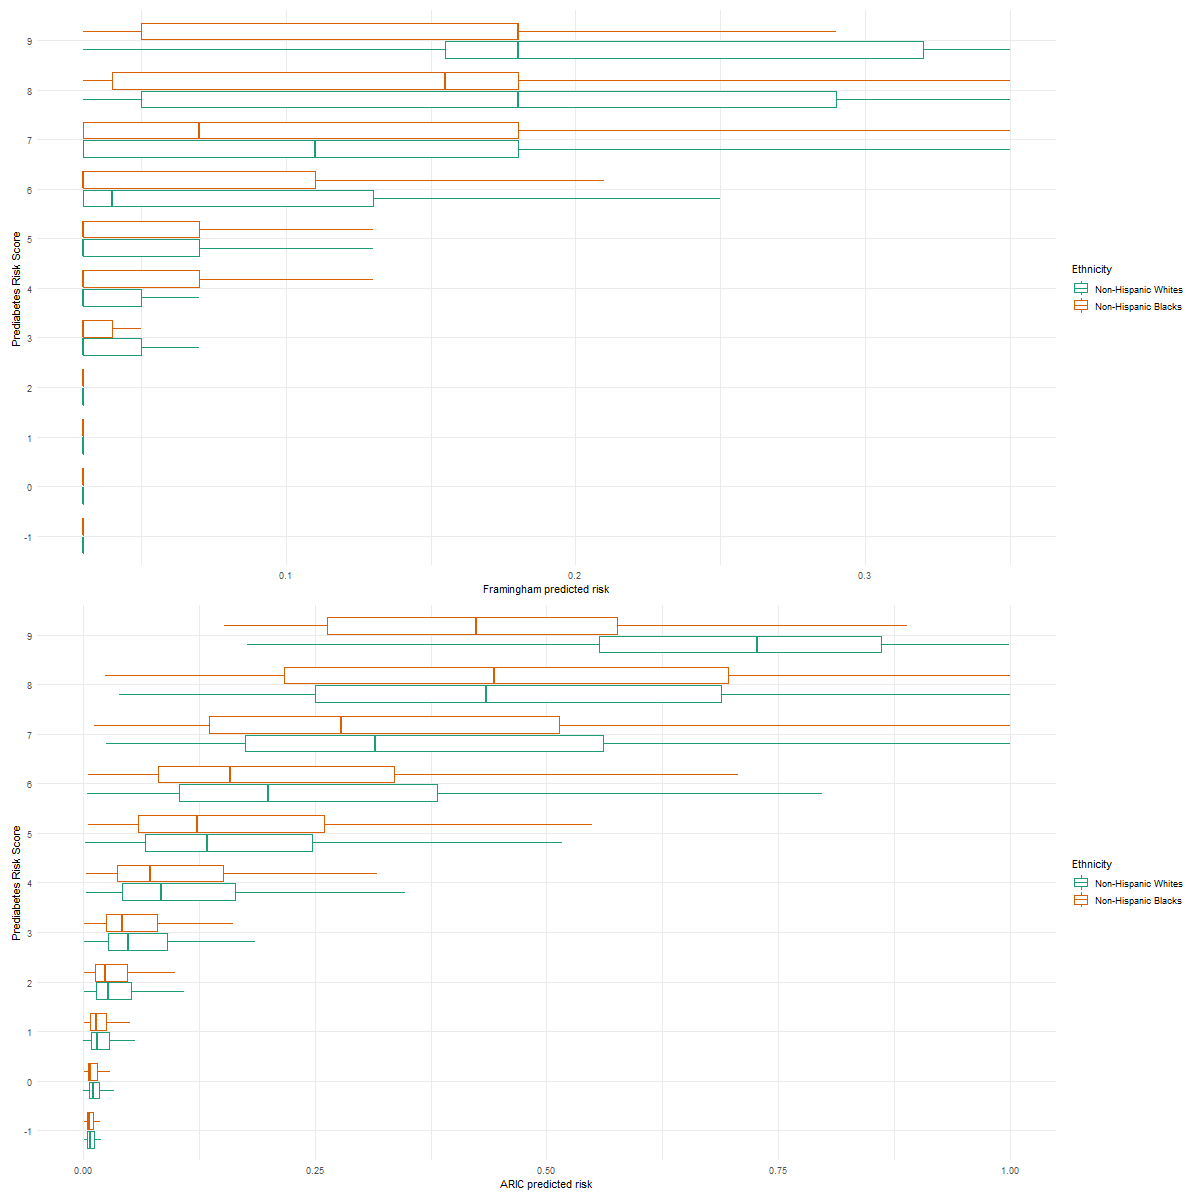 9
8
7
6
5
4
3
2
1
0
-1
Prediabetes Risk Score
0.1 0.2 0.3
Framingham predicted risk
Ethnicity
Non-Hispanic Whites
Non-Hispanic Blacks
9
8
7
6
5
4
3
2
1
0
-1
Prediabetes Risk Score
0.00 0.25 0.50 0.75 1.00
ARIC predicted risk
Ethnicity
Non-Hispanic Whites
Non-Hispanic Blacks